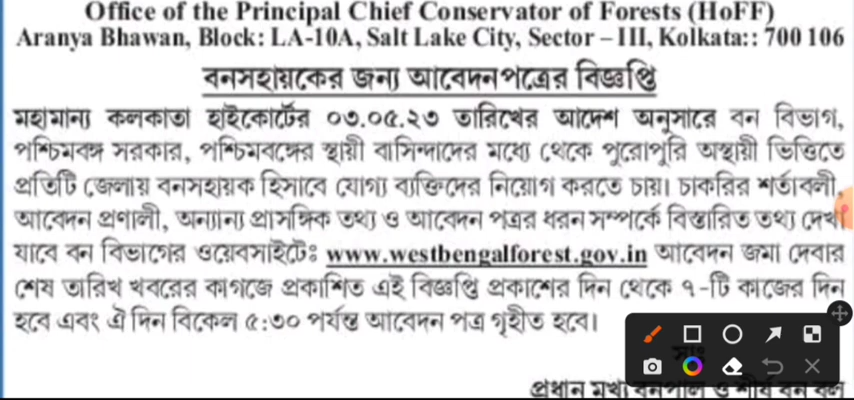 Office of the Principal Chief Conservator of Forests (HoFF)
Aranya Bhawan, Block: LA-10A, Salt Lake City, Sector – III, Kolkata:: 700 106
বনসহায়কের জন্য আবেদনপত্রের বিজ্ঞপ্তি
মহামান্য কলকাতা হাইকোর্টের ০৩.০৫.২৩ তারিখের আদেশ অনুসারে বন বিভাগ,
পশ্চিমবঙ্গ সরকার, পশ্চিমবঙ্গের স্থায়ী বাসিন্দাদের মধ্যে থেকে পুরোপুরি অস্থায়ী ভিত্তিতে
প্রতিটি জেলায় বনসহায়ক হিসাবে যোগ্য ব্যক্তিদের নিয়োগ করতে চায়। চাকরির শর্তাবলী,
আবেদন প্রণালী, অন্যান্য প্রাসঙ্গিক তথ্য ও আবেদন পত্রর ধরন সম্পর্কে বিস্তারিত তথ্য দেখা
যাবে বন বিভাগের ওয়েবসাইটেঃ www.westbengalforest.gov.in আবেদন জমা দেবার
শেষ তারিখ খবরের কাগজে প্রকাশিত এই বিজ্ঞপ্তি প্রকাশের দিন থেকে ৭-টি কাজের দিন
হবে এবং ঐ দিন বিকেল ৫:৩০ পর্যন্ত আবেদন পত্র গৃহীত হবে।
সাঃ
প্রধান মুখ্য বনপাল ও শীর্ষ বন বল